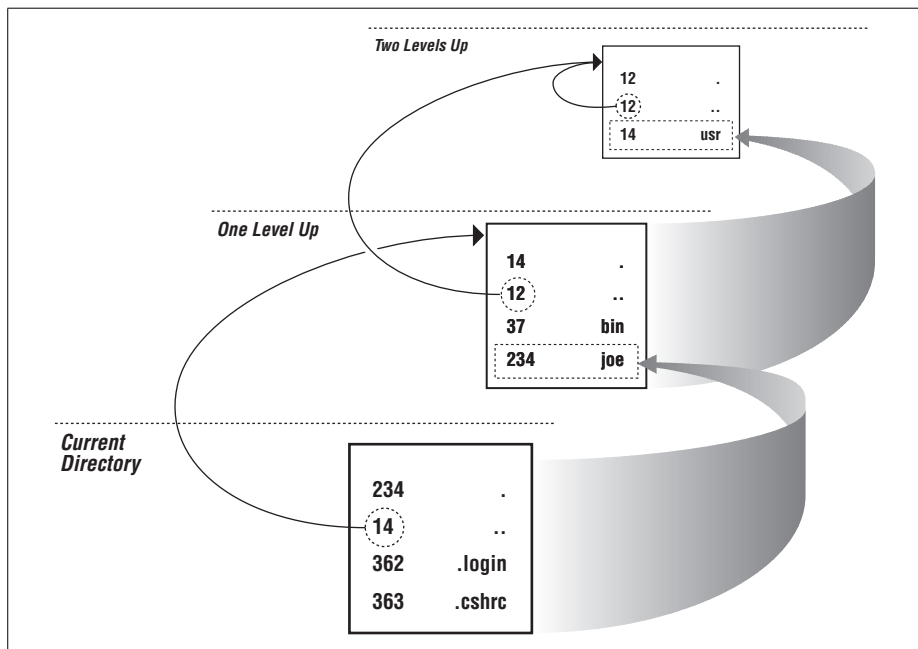 Two Levels Up
12 .
12 ..
14 usr
One Level Up
14 .
12 ..
37 bin
234 joe
Current
Directory
234 .
14 ..
362 .login
363 .cshrc